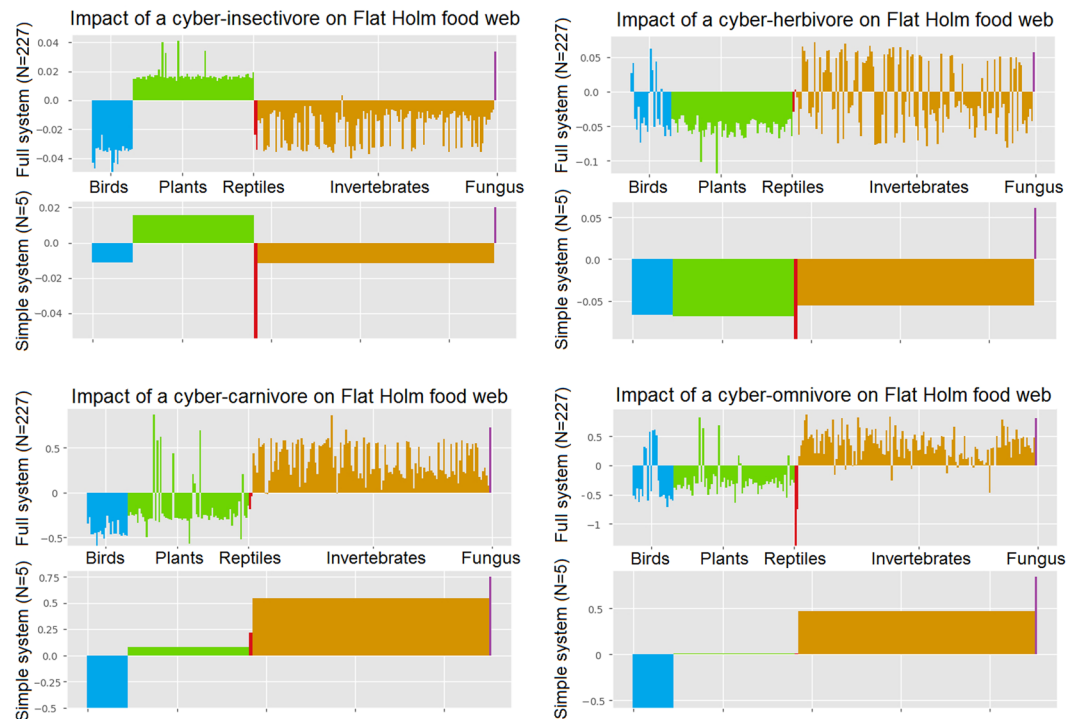 Impact of a cyber-insectivore on Flat Holm food web
Full system (N=227)
0.04
0.02
0.0
−0.02
−0.04
Birds Plants Reptiles Invertebrates Fungus
Simple system (N=5)
0.02
0.0
−0.02
−0.04
Impact of a cyber-herbivore on Flat Holm food web
Full system (N=227)
0.05
0.0
−0.05
−0.1
Birds Plants Reptiles Invertebrates Fungus
Simple system (N=5)
0.05
0.0
−0.05
Impact of a cyber-carnivore on Flat Holm food web
Full system (N=227)
0.5
0
−0.5
Birds Plants Reptiles Invertebrates Fungus
Simple system (N=5)
0.75
0.5
0.25
0.0
−0.25
−0.5
Impact of a cyber-omnivore on Flat Holm food web
Full system (N=227)
0.5
0
−0.5
−1
Birds Plants Reptiles Invertebrates Fungus
Simple system (N=5)
0.5
0
−0.5